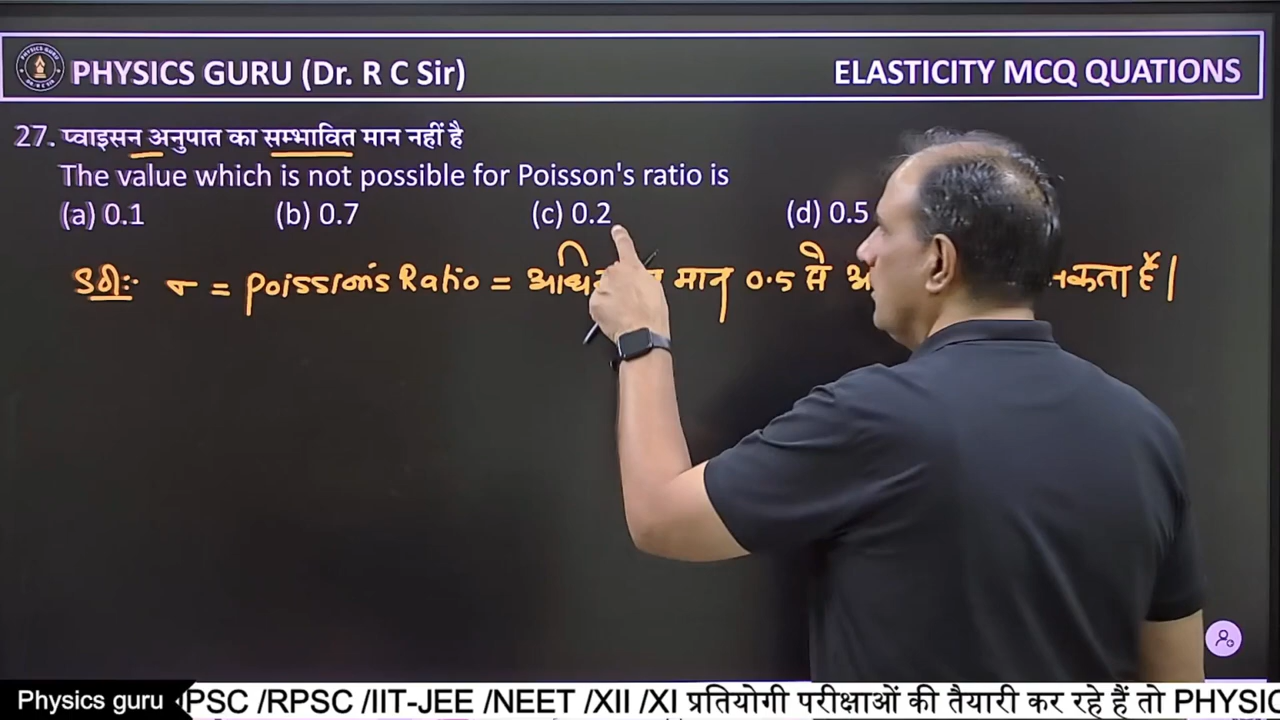 PHYSICS GURU (Dr. R C Sir)
ELASTICITY MCQ QUATIONS
27. प्वाइसन अनुपात का सम्भावित मान नहीं है
The value which is not possible for Poisson's ratio is
(a) 0.1 (b) 0.7 (c) 0.2 (d) 0.5
σ = Poission's Ratio = मान 0.5 से सकता है।
Physics guru
PSC /RPSC /IIT-JEE /NEET /XII /XI प्रतियोगी परीक्षाओं की तैयारी कर रहे हैं तो PHYSIC